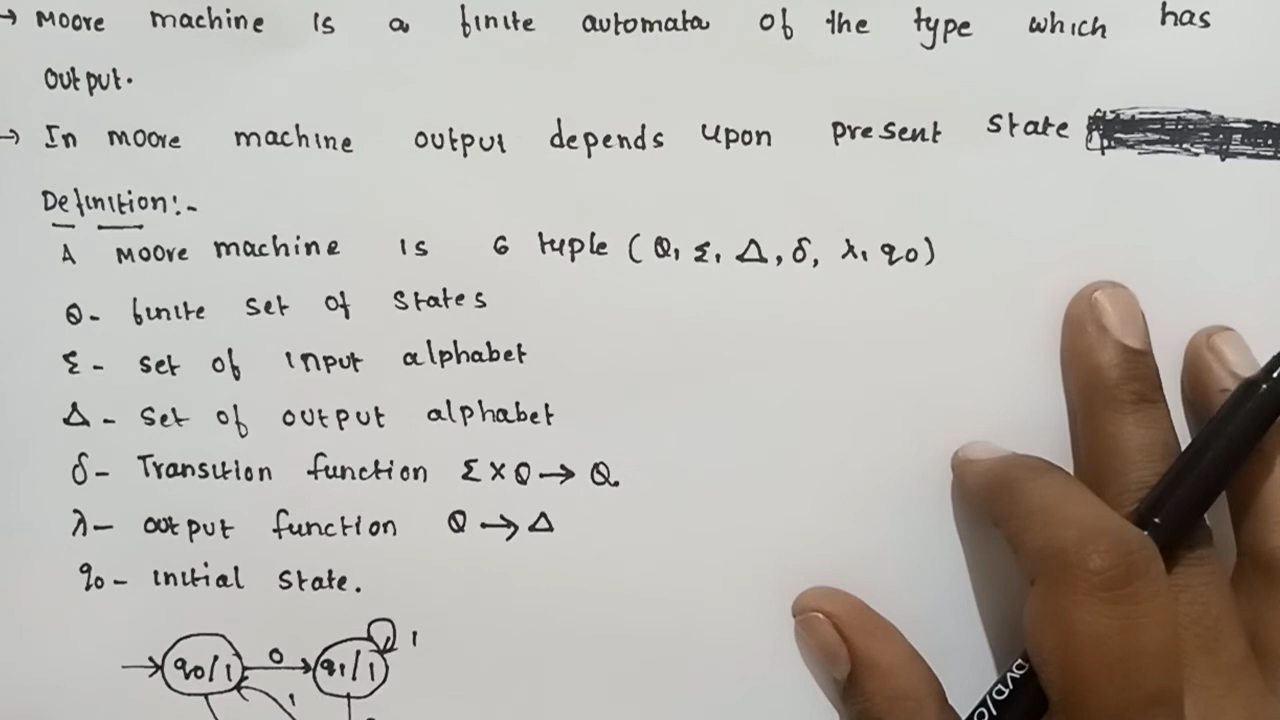 → Moore machine is a finite automata of the type which has
output.
→ In moore machine output depends upon present state
Definition:-
A Moore machine is 6 tuple (Q, Σ, Δ, δ, λ, q0)
Q- finite set of states
Σ- set of input alphabet
Δ- set of output alphabet
δ- Transition function Σ×Q→Q
λ- output function Q→Δ
q0- initial state.
q0/1 0 q1/1 1
1
DVD/